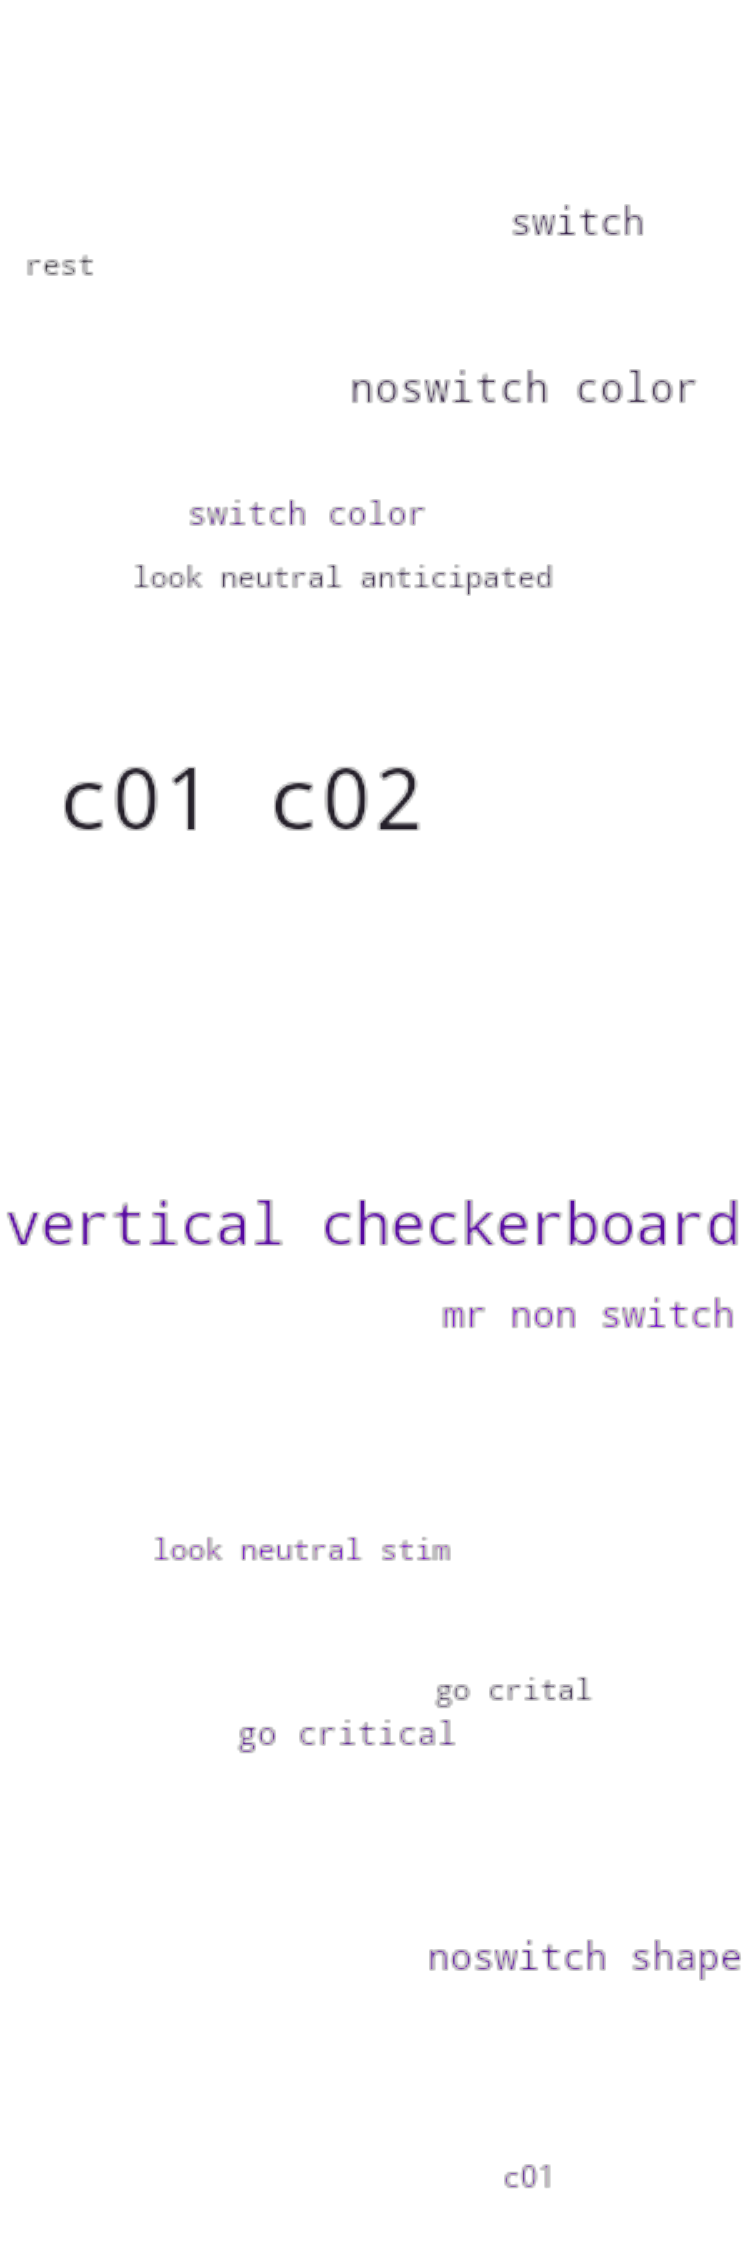 switch
rest
noswitch color
switch color
look neutral anticipated
c01 c02
vertical checkerboard
mr non switch
look neutral stim
go crital
go critical
noswitch shape
c01